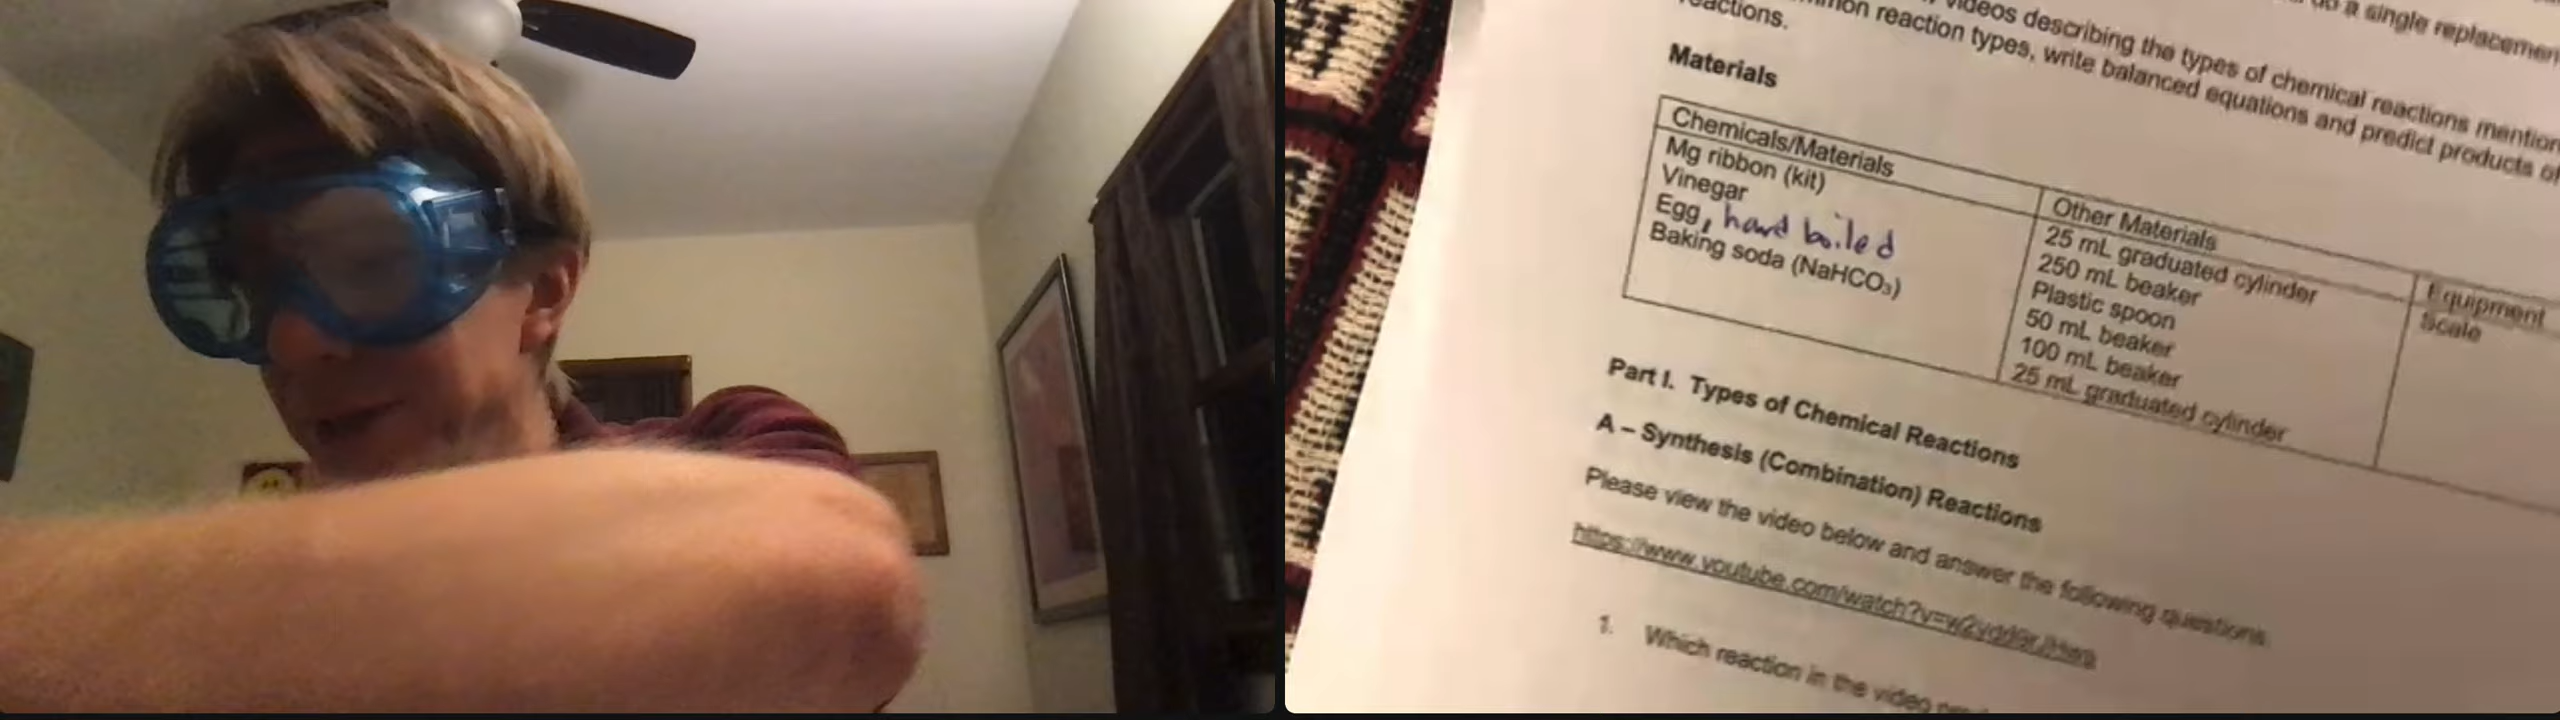 do a single replacement
videos describing the types of chemical reactions mention
reaction types, write balanced equations and predict products of
reactions.
Materials
Chemicals/Materials
Mg ribbon (kit)
Vinegar
Egg, hard boiled
Baking soda (NaHCO₃)
Other Materials
25 mL graduated cylinder
250 mL beaker
Plastic spoon
50 mL beaker
100 mL beaker
25 mL graduated cylinder
Equipment
Scale
Part I. Types of Chemical Reactions
A – Synthesis (Combination) Reactions
Please view the video below and answer the following questions.
1. Which reaction in the video